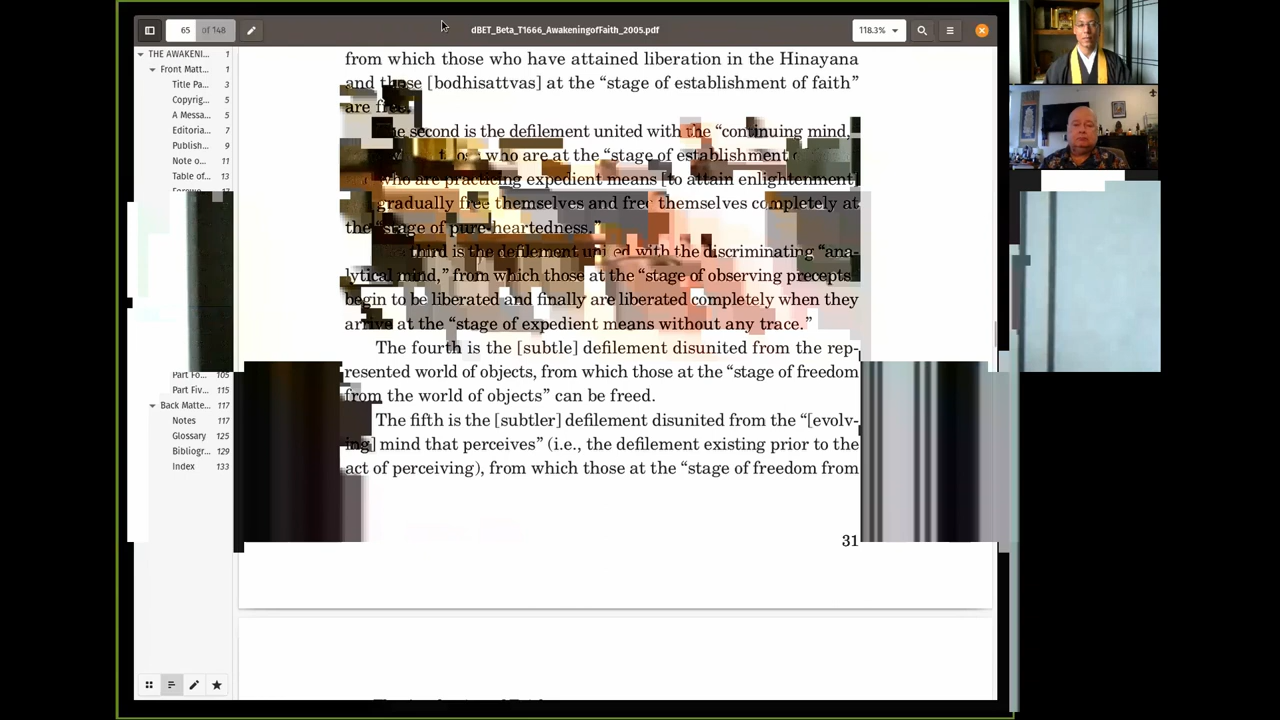 65 of 148
dBET_Beta_T1666_AwakeningofFaith_2005.pdf
118.3%
THE AWAKENI... 1
Front Matt... 1
Title Pa... 3
Copyrig... 5
A Messa... 5
Editoria... 7
Publish... 9
Note o... 11
Table of... 13
Part Fo... 105
Part Fiv... 115
Back Matte... 117
Notes 117
Glossary 125
Bibliogr... 129
Index 133
from which those who have attained liberation in the Hinayana
and those [bodhisattvas] at the “stage of establishment of faith”
are free.
second is the defilement united with the “continuing mind,
who are at the “stage of establishment
who are practicing expedient means [to attain enlightenment]
gradually free themselves and free themselves completely at
the “stage of pure-heartedness.”
third is the defilement united with the discriminating “ana-
lytical mind,” from which those at the “stage of observing precepts
begin to be liberated and finally are liberated completely when they
arrive at the “stage of expedient means without any trace.”
The fourth is the [subtle] defilement disunited from the rep-
resented world of objects, from which those at the “stage of freedom
from the world of objects” can be freed.
The fifth is the [subtler] defilement disunited from the “[evolv-
ing] mind that perceives” (i.e., the defilement existing prior to the
act of perceiving), from which those at the “stage of freedom from
31